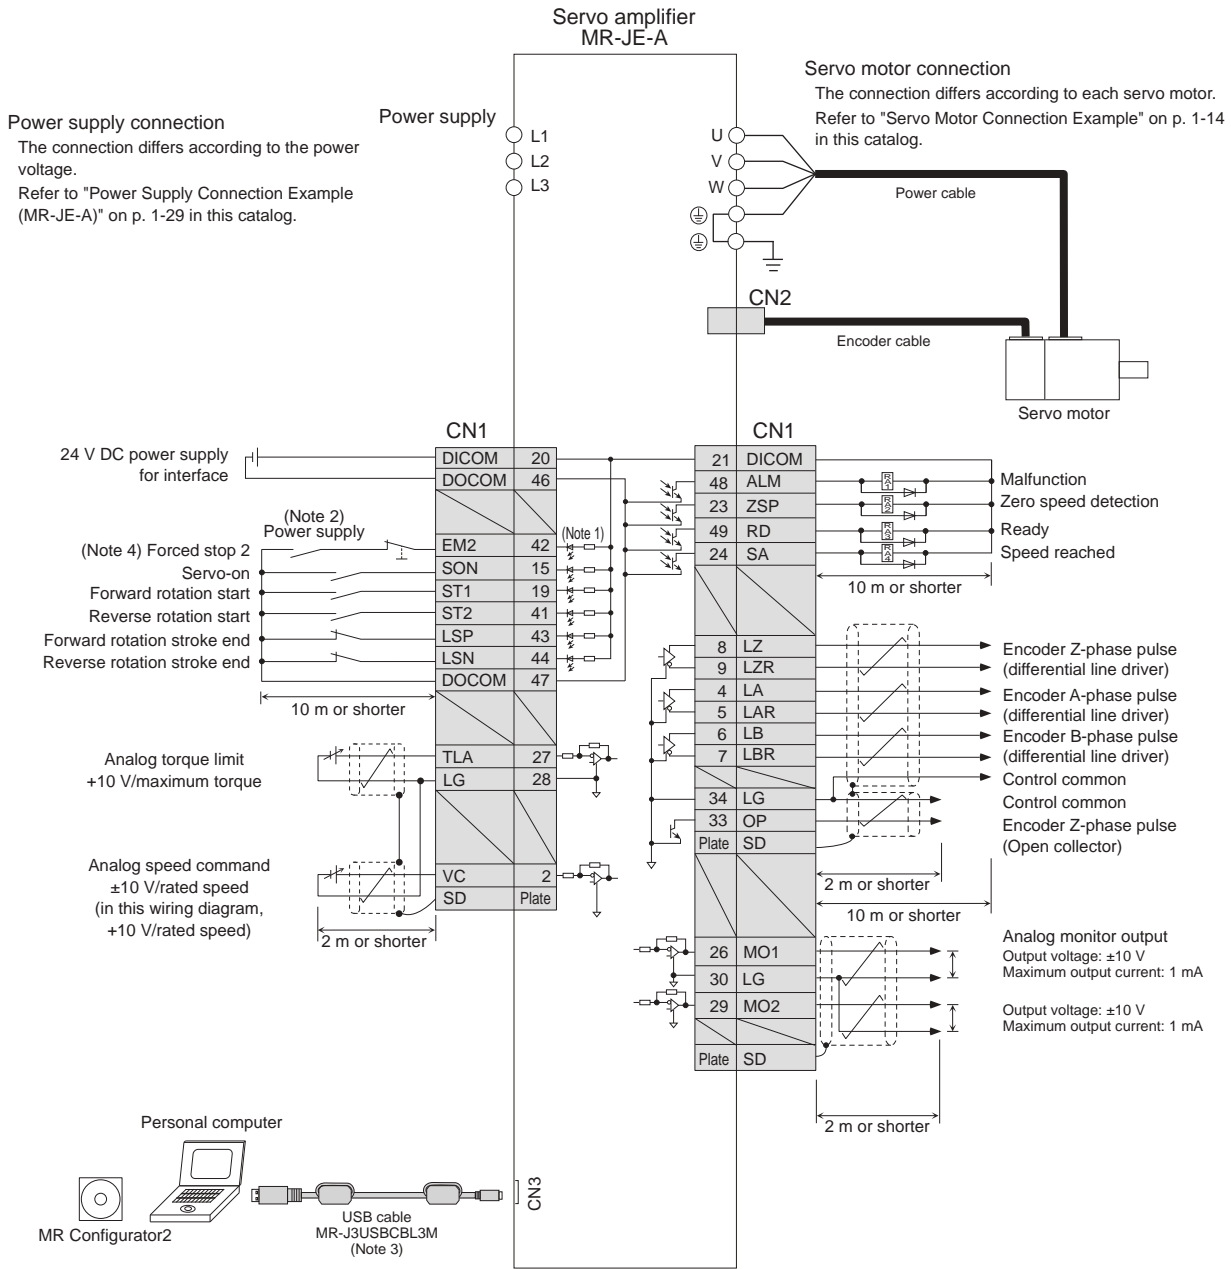 Servo amplifier
MR-JE-A
Servo motor connection
The connection differs according to each servo motor.
Refer to "Servo Motor Connection Example" on p. 1-14
in this catalog.
Power supply connection
The connection differs according to the power
voltage.
Refer to "Power Supply Connection Example
(MR-JE-A)" on p. 1-29 in this catalog.
Power supply
L1
L2
L3
U
V
W
Power cable
CN2
Encoder cable
Servo motor
CN1
24 V DC power supply
for interface
DICOM 20
DOCOM 46
(Note 2)
Power supply
(Note 1)
(Note 4) Forced stop 2
EM2 42
Servo-on
SON 15
Forward rotation start
ST1 19
Reverse rotation start
ST2 41
Forward rotation stroke end
LSP 43
Reverse rotation stroke end
LSN 44
DOCOM 47
10 m or shorter
Analog torque limit
+10 V/maximum torque
TLA 27
LG 28
Analog speed command
±10 V/rated speed
(in this wiring diagram,
+10 V/rated speed)
VC 2
SD Plate
2 m or shorter
CN1
21 DICOM
48 ALM
RA1
Malfunction
23 ZSP
RA2
Zero speed detection
49 RD
RA3
Ready
24 SA
RA4
Speed reached
10 m or shorter
8 LZ
9 LZR
Encoder Z-phase pulse
(differential line driver)
4 LA
5 LAR
Encoder A-phase pulse
(differential line driver)
6 LB
7 LBR
Encoder B-phase pulse
(differential line driver)
Control common
34 LG
Control common
33 OP
Encoder Z-phase pulse
(Open collector)
Plate SD
2 m or shorter
10 m or shorter
Analog monitor output
26 MO1
Output voltage: ±10 V
Maximum output current: 1 mA
30 LG
29 MO2
Output voltage: ±10 V
Maximum output current: 1 mA
Plate SD
2 m or shorter
Personal computer
MR Configurator2
USB cable
MR-J3USBCBL3M
(Note 3)
CN3